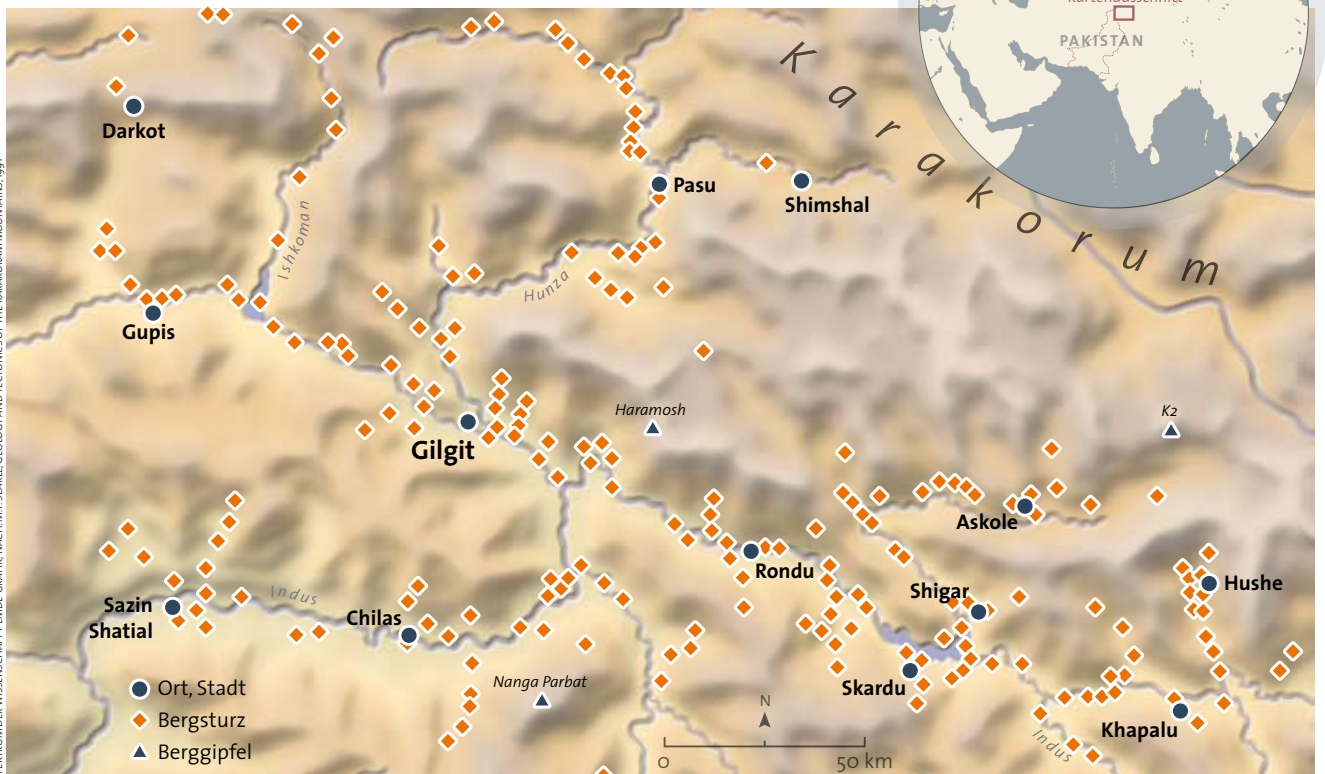 Kartenausschnitt
PAKISTAN
Karakorum
Darkot
Pasu
Shimshal
Ishkoman
Hunza
Gupis
Haramosh
K2
Gilgit
Askole
Rondu
Hushe
Shigar
Indus
Sazin
Shatial
Chilas
Nanga Parbat
Skardu
Khapalu
Indus
Ort, Stadt
Bergsturz
Berggipfel
N
0 50 km